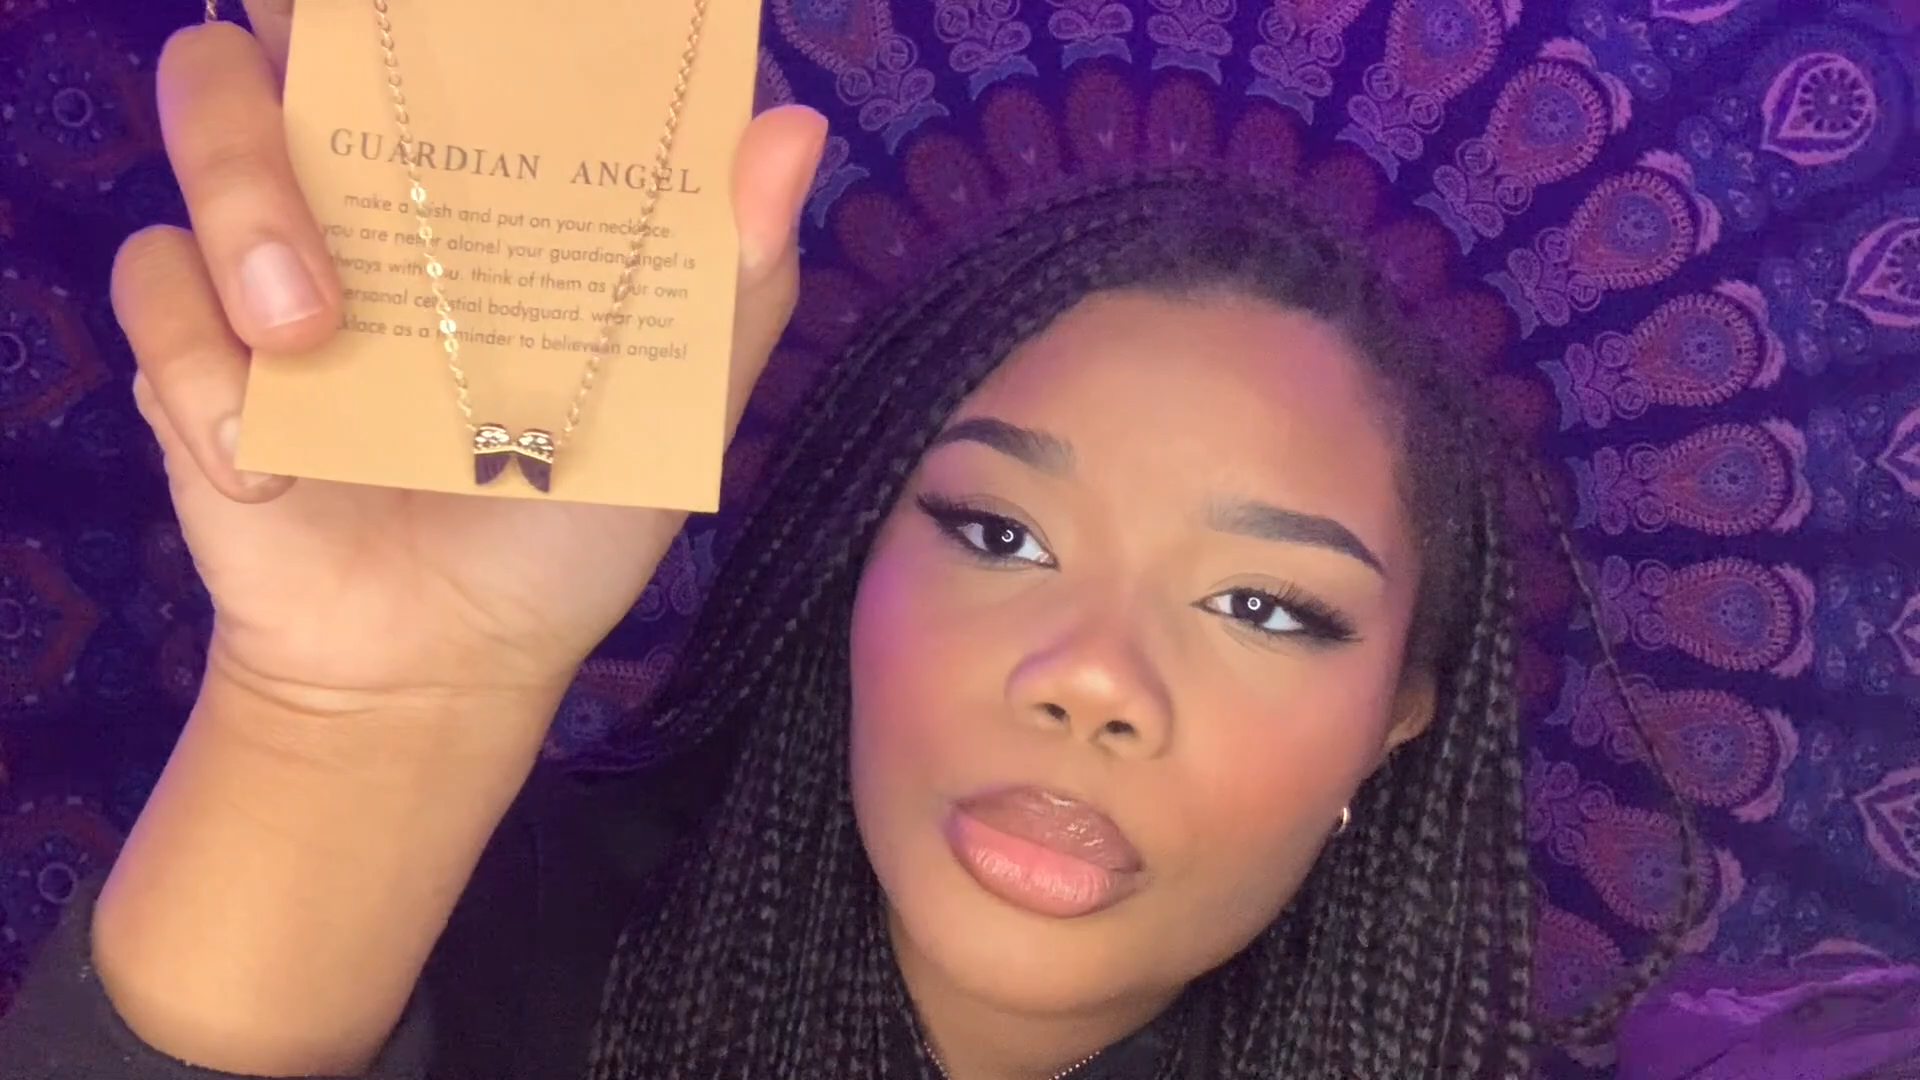 GUARDIAN ANGEL
make a wish and put on your necklace.
you are never alone! your guardian angel is
always with you. think of them as your own
personal celestial bodyguard. wear your
necklace as a reminder to believe in angels!